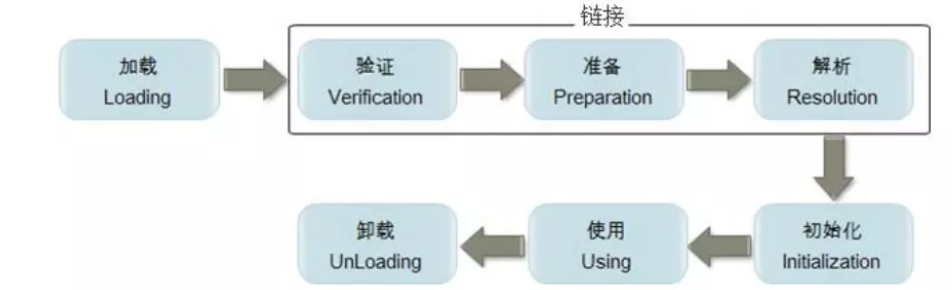 链接
加载
Loading
验证
Verification
准备
Preparation
解析
Resolution
卸载
UnLoading
使用
Using
初始化
Initialization